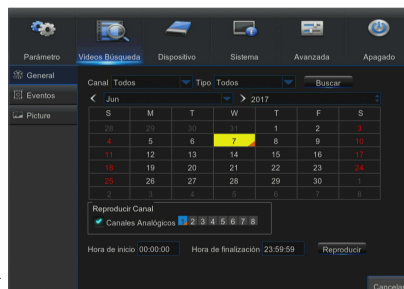 Parámetro Videos Búsqueda Dispositivo Sistema Avanzada Apagado
General
Eventos
Picture
Canal Todos Tipo Todos Buscar
< Jun > 2017
S M T W T F S
28 29 30 31 1 2 3
4 5 6 7 8 9 10
11 12 13 14 15 16 17
18 19 20 21 22 23 24
25 26 27 28 29 30 1
2 3 4 5 6 7 8
Reproducir Canal
Canales Analógicos 1 2 3 4 5 6 7 8
Hora de inicio 00:00:00 Hora de finalización 23:59:59 Reproducir
Cancelar